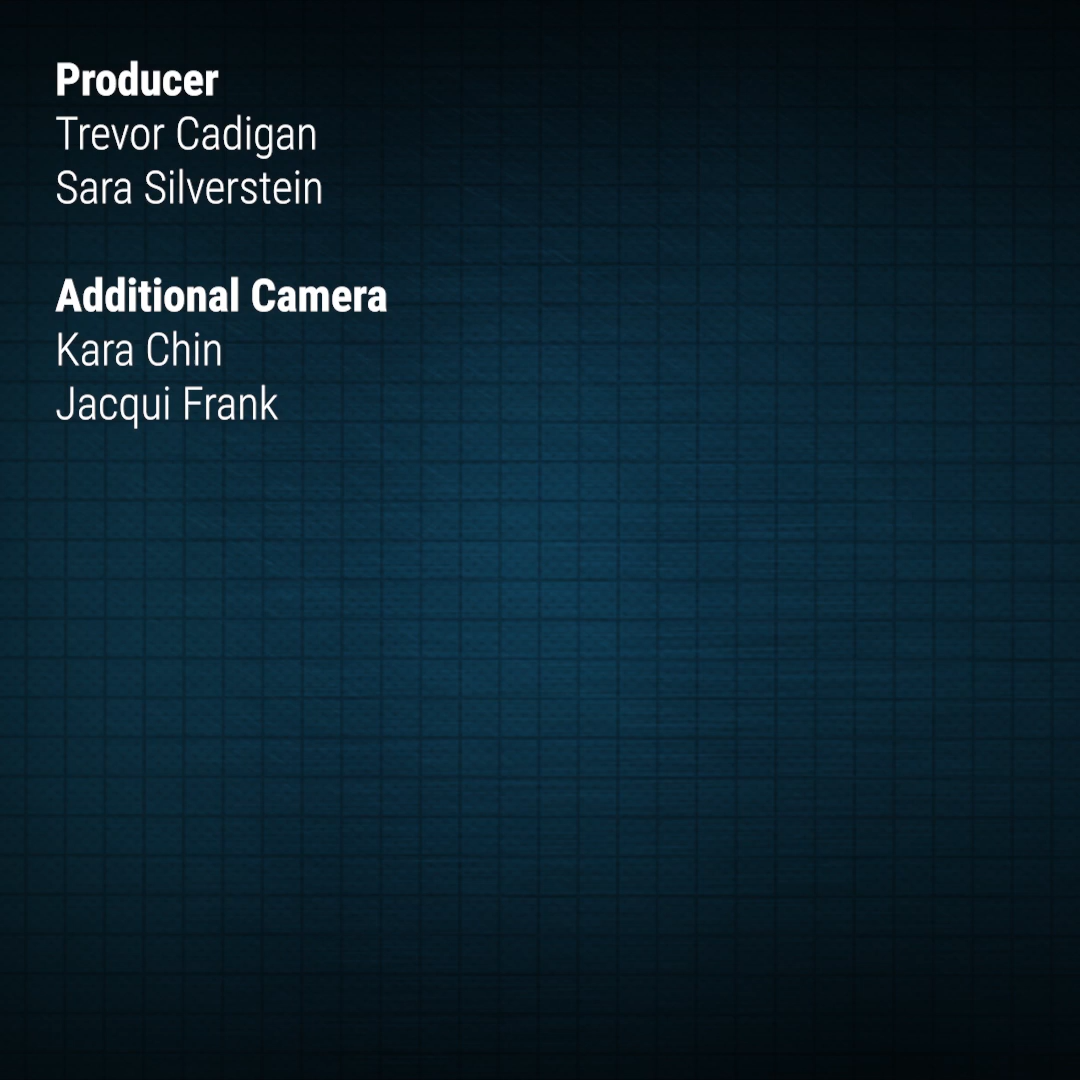 Producer
Trevor Cadigan
Sara Silverstein
Additional Camera
Kara Chin
Jacqui Frank